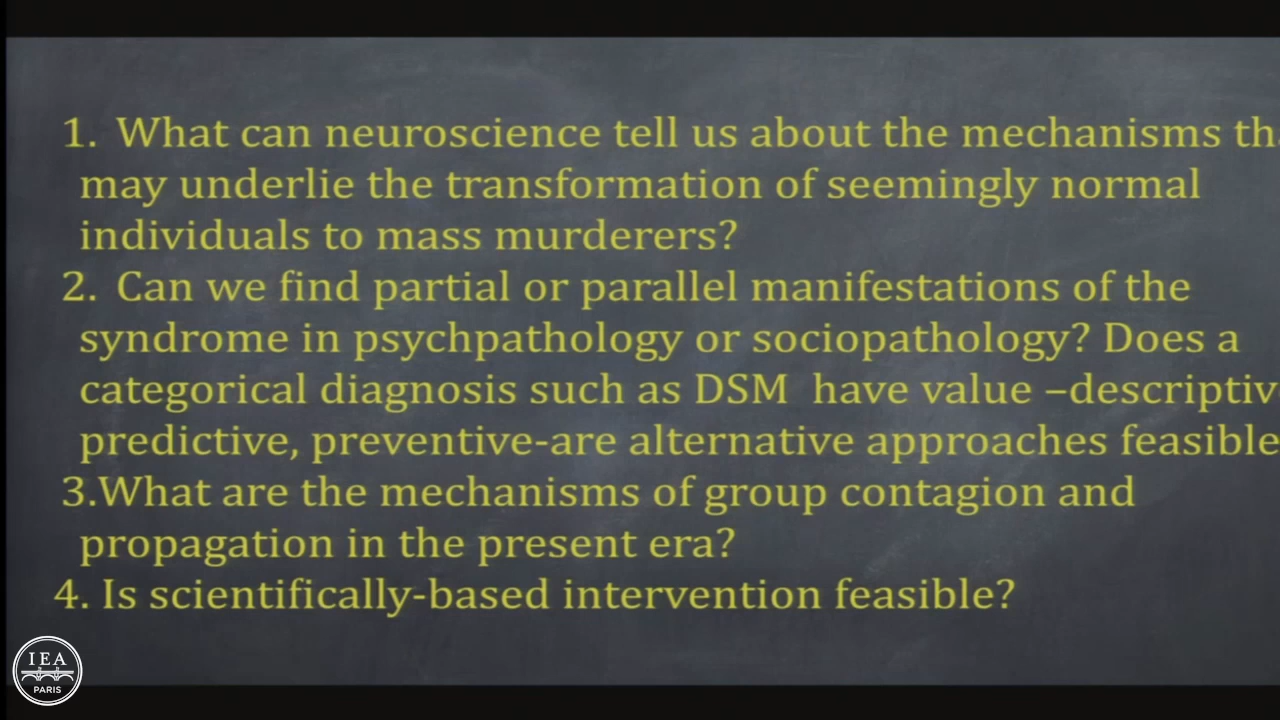 1. What can neuroscience tell us about the mechanisms th
may underlie the transformation of seemingly normal
individuals to mass murderers?
2. Can we find partial or parallel manifestations of the
syndrome in psychpathology or sociopathology? Does a
categorical diagnosis such as DSM have value –descriptiv
predictive, preventive-are alternative approaches feasible
3.What are the mechanisms of group contagion and
propagation in the present era?
4. Is scientifically-based intervention feasible?
IEA
PARIS